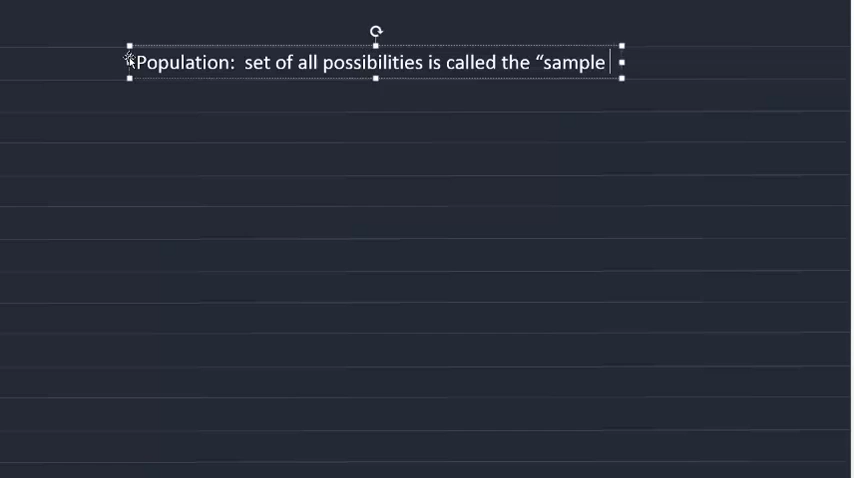 Population:  set of all possibilities is called the “sample